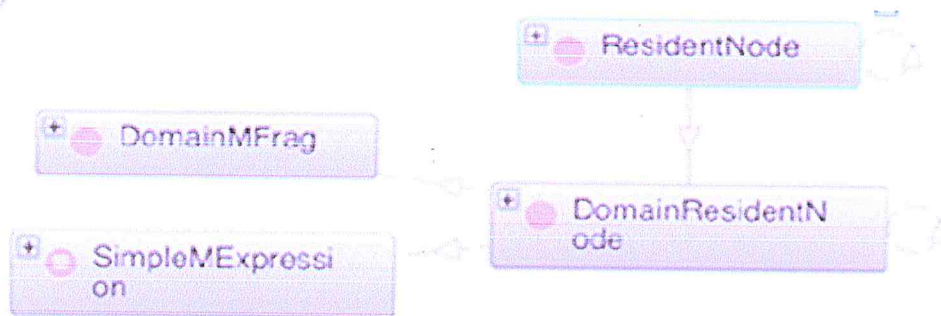 ResidentNode
DomainMFrag
DomainResidentN
ode
SimpleMExpressi
on